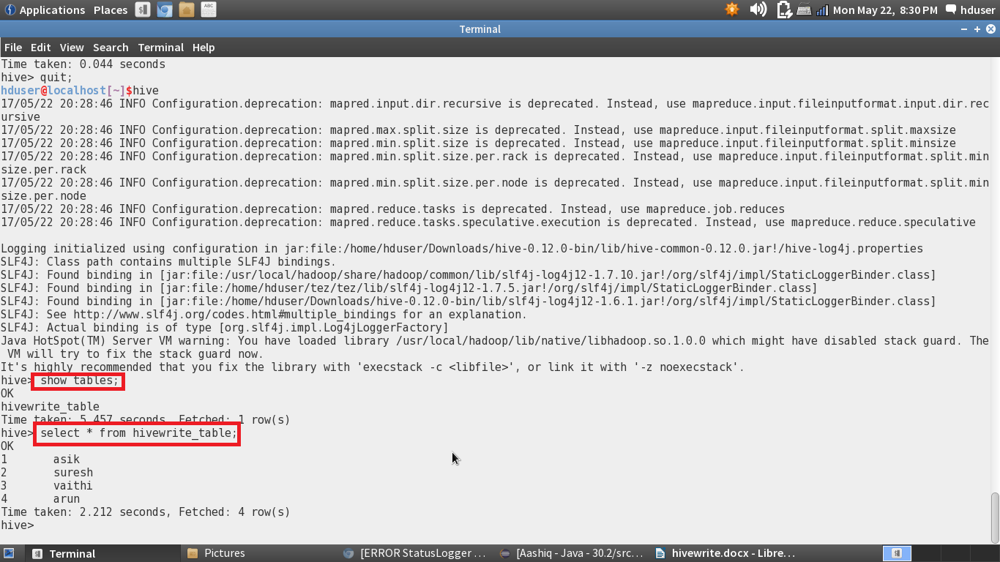 Applications Places ABC Mon May 22, 8:30 PM hduser
Terminal
File Edit View Search Terminal Help
Time taken: 0.044 seconds
hive> quit;
hduser@localhost[~]$hive
17/05/22 20:28:46 INFO Configuration.deprecation: mapred.input.dir.recursive is deprecated. Instead, use mapreduce.input.fileinputformat.input.dir.rec
ursive
17/05/22 20:28:46 INFO Configuration.deprecation: mapred.max.split.size is deprecated. Instead, use mapreduce.input.fileinputformat.split.maxsize
17/05/22 20:28:46 INFO Configuration.deprecation: mapred.min.split.size is deprecated. Instead, use mapreduce.input.fileinputformat.split.minsize
17/05/22 20:28:46 INFO Configuration.deprecation: mapred.min.split.size.per.rack is deprecated. Instead, use mapreduce.input.fileinputformat.split.min
size.per.rack
17/05/22 20:28:46 INFO Configuration.deprecation: mapred.min.split.size.per.node is deprecated. Instead, use mapreduce.input.fileinputformat.split.min
size.per.node
17/05/22 20:28:46 INFO Configuration.deprecation: mapred.reduce.tasks is deprecated. Instead, use mapreduce.job.reduces
17/05/22 20:28:46 INFO Configuration.deprecation: mapred.reduce.tasks.speculative.execution is deprecated. Instead, use mapreduce.reduce.speculative
Logging initialized using configuration in jar:file:/home/hduser/Downloads/hive-0.12.0-bin/lib/hive-common-0.12.0.jar!/hive-log4j.properties
SLF4J: Class path contains multiple SLF4J bindings.
SLF4J: Found binding in [jar:file:/usr/local/hadoop/share/hadoop/common/lib/slf4j-log4j12-1.7.10.jar!/org/slf4j/impl/StaticLoggerBinder.class]
SLF4J: Found binding in [jar:file:/home/hduser/tez/tez/lib/slf4j-log4j12-1.7.5.jar!/org/slf4j/impl/StaticLoggerBinder.class]
SLF4J: Found binding in [jar:file:/home/hduser/Downloads/hive-0.12.0-bin/lib/slf4j-log4j12-1.6.1.jar!/org/slf4j/impl/StaticLoggerBinder.class]
SLF4J: See http://www.slf4j.org/codes.html#multiple_bindings for an explanation.
SLF4J: Actual binding is of type [org.slf4j.impl.Log4jLoggerFactory]
Java HotSpot(TM) Server VM warning: You have loaded library /usr/local/hadoop/lib/native/libhadoop.so.1.0.0 which might have disabled stack guard. The
VM will try to fix the stack guard now.
It's highly recommended that you fix the library with 'execstack -c <libfile>', or link it with '-z noexecstack'.
hive> show tables;
OK
hivewrite_table
Time taken: 5.457 seconds, Fetched: 1 row(s)
hive> select * from hivewrite_table;
OK
1 asik
2 suresh
3 vaithi
4 arun
Time taken: 2.212 seconds, Fetched: 4 row(s)
hive>
Terminal Pictures [ERROR StatusLogger ... [Aashiq - Java - 30.2/src... hivewrite.docx - Libre...